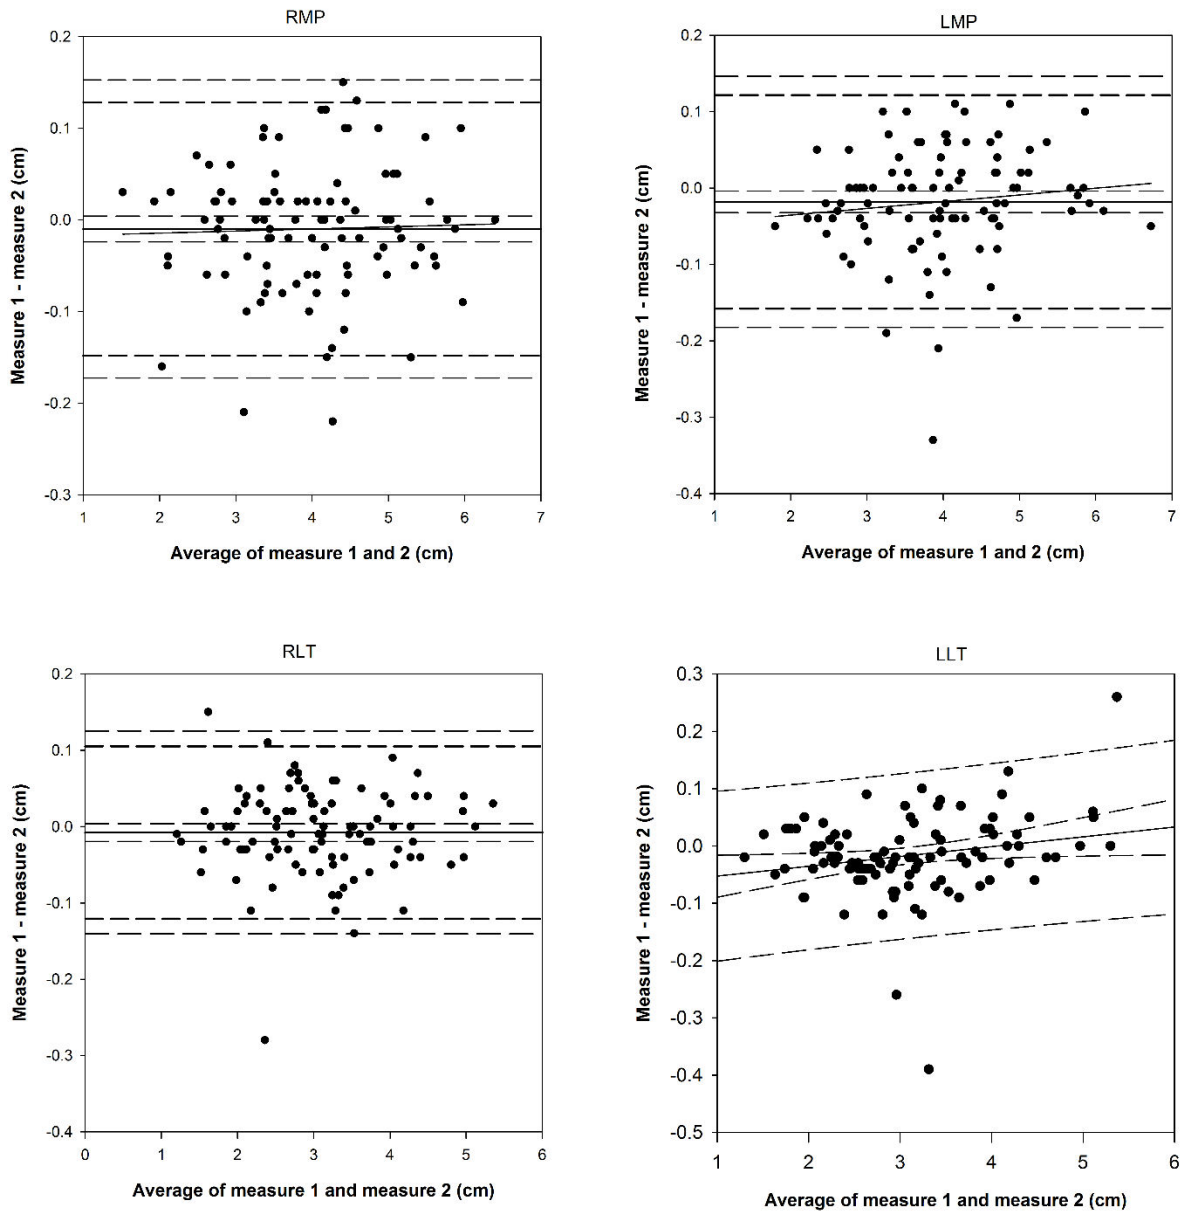 RMP
0.2
0.1
0.0
-0.1
-0.2
-0.3
Measure 1 - measure 2 (cm)
1 2 3 4 5 6 7
Average of measure 1 and 2 (cm)
LMP
0.2
0.1
0.0
-0.1
-0.2
-0.3
-0.4
Measure 1 - measure 2 (cm)
1 2 3 4 5 6 7
Average of measure 1 and 2 (cm)
RLT
0.2
0.1
0.0
-0.1
-0.2
-0.3
-0.4
Measure 1 - measure 2 (cm)
0 1 2 3 4 5 6
Average of measure 1 and measure 2 (cm)
LLT
0.3
0.2
0.1
0.0
-0.1
-0.2
-0.3
-0.4
-0.5
Measure 1 - measure 2 (cm)
1 2 3 4 5 6
Average of measure 1 and measure 2 (cm)